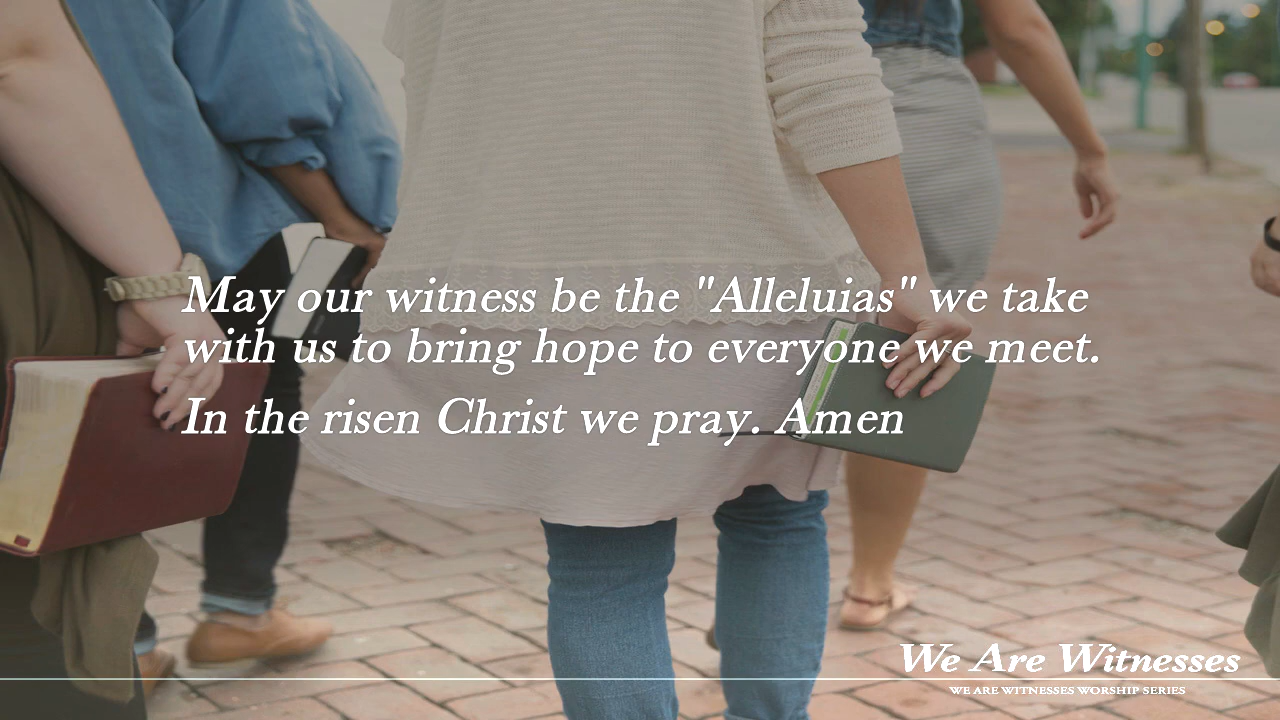 May our witness be the "Alleluias" we take
with us to bring hope to everyone we meet.
In the risen Christ we pray. Amen
We Are Witnesses
WE ARE WITNESSES WORSHIP SERIES